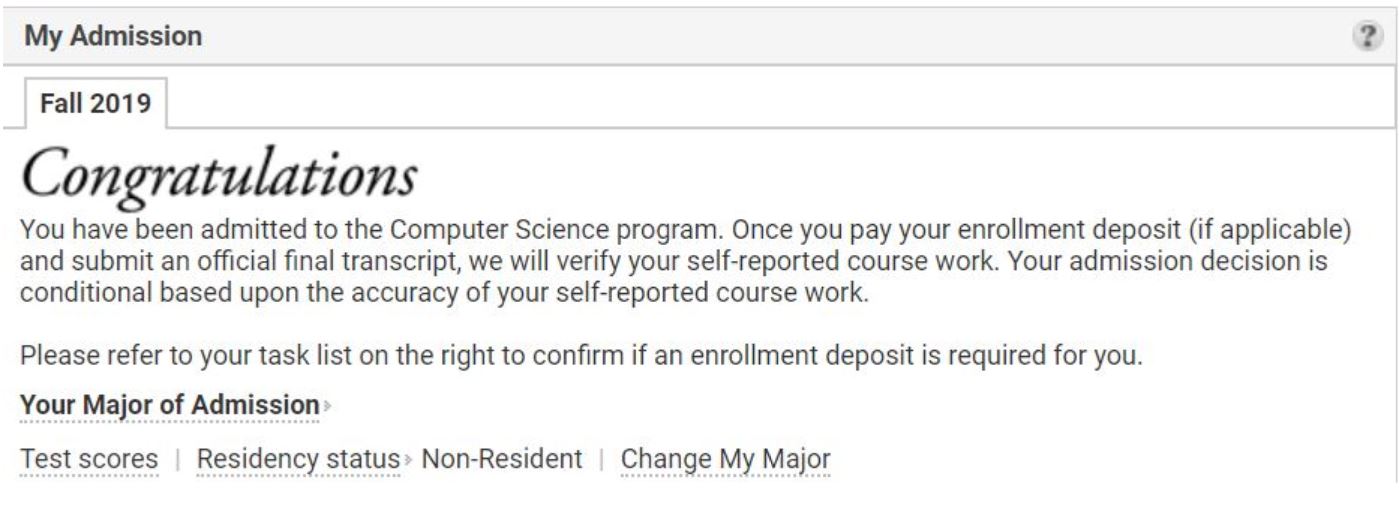 My Admission ?
Fall 2019
Congratulations
You have been admitted to the Computer Science program. Once you pay your enrollment deposit (if applicable)
and submit an official final transcript, we will verify your self-reported course work. Your admission decision is
conditional based upon the accuracy of your self-reported course work.
Please refer to your task list on the right to confirm if an enrollment deposit is required for you.
Your Major of Admission
Test scores | Residency status Non-Resident | Change My Major